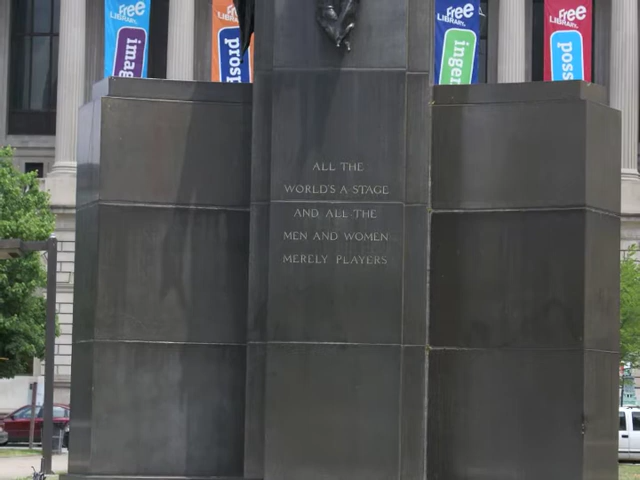 Free
LIBRARY
Free
LIBRARY
Free
LIBRARY
Free
LIBRARY
ALL THE
WORLD'S A STAGE
AND ALL THE
MEN AND WOMEN
MERELY PLAYERS